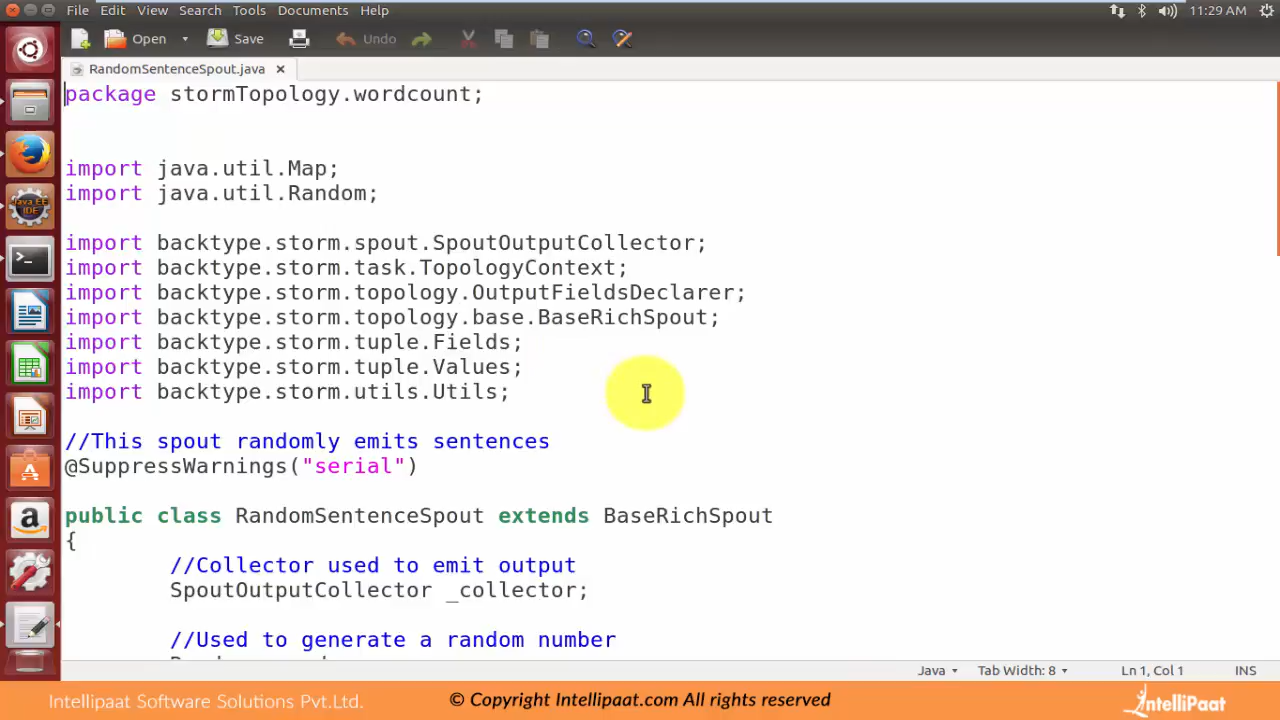 File Edit View Search Tools Documents Help 11:29 AM
Open Save Undo
RandomSentenceSpout.java ×
package stormTopology.wordcount;
import java.util.Map;
import java.util.Random;
import backtype.storm.spout.SpoutOutputCollector;
import backtype.storm.task.TopologyContext;
import backtype.storm.topology.OutputFieldsDeclarer;
import backtype.storm.topology.base.BaseRichSpout;
import backtype.storm.tuple.Fields;
import backtype.storm.tuple.Values;
import backtype.storm.utils.Utils;
//This spout randomly emits sentences
@SuppressWarnings("serial")
public class RandomSentenceSpout extends BaseRichSpout
{
//Collector used to emit output
SpoutOutputCollector _collector;
//Used to generate a random number
Java Tab Width: 8 Ln 1, Col 1 INS
Java EE
IDE
Intellipaat Software Solutions Pvt.Ltd. © Copyright Intellipaat.com All rights reserved INTELLIPAAT